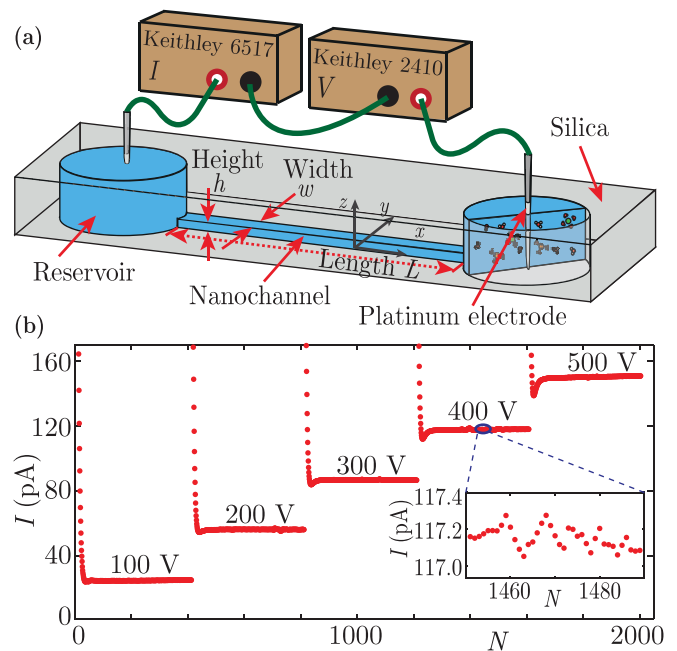 (a)
Keithley 6517
I
Keithley 2410
V
Silica
Height
h
Width
w
z
y
x
Length L
Reservoir
Nanochannel
Platinum electrode
(b)
160
120
80
40
0
I (pA)
100 V
200 V
300 V
400 V
500 V
117.4
117.2
117.0
I (pA)
1460
N
1480
0
1000
N
2000